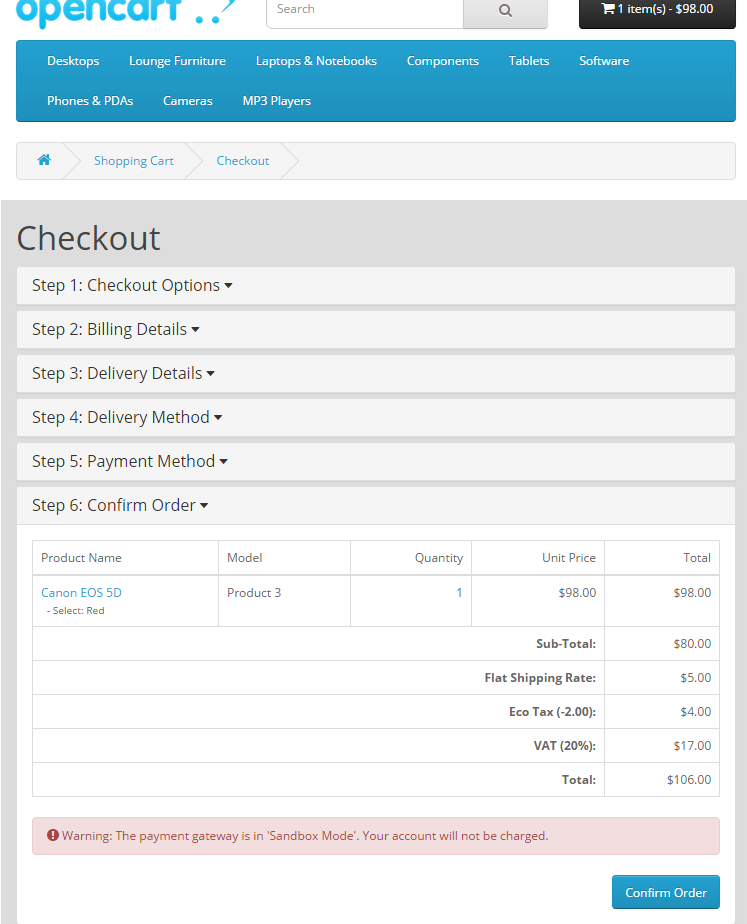 opencart
Search
1 item(s) - $98.00
Desktops Lounge Furniture Laptops & Notebooks Components Tablets Software
Phones & PDAs Cameras MP3 Players
Shopping Cart Checkout
Checkout
Step 1: Checkout Options
Step 2: Billing Details
Step 3: Delivery Details
Step 4: Delivery Method
Step 5: Payment Method
Step 6: Confirm Order
Product Name Model Quantity Unit Price Total
Canon EOS 5D Product 3 1 $98.00 $98.00
- Select: Red
Sub-Total: $80.00
Flat Shipping Rate: $5.00
Eco Tax (-2.00): $4.00
VAT (20%): $17.00
Total: $106.00
Warning: The payment gateway is in 'Sandbox Mode'. Your account will not be charged.
Confirm Order